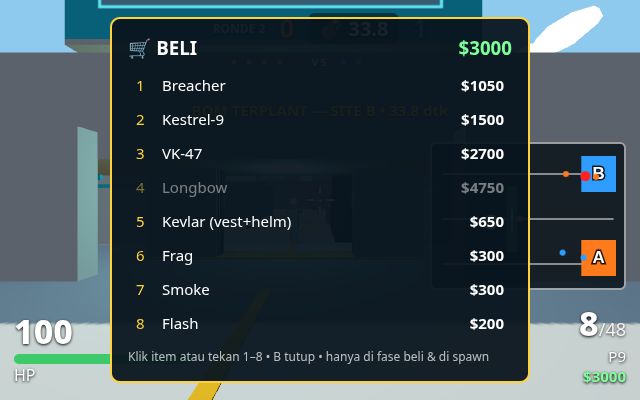 RONDE 2 0 33.8 1
VS
BELI $3000
1 Breacher $1050
BOM TERPLANT — SITE B • 33.8 dtk
2 Kestrel-9 $1500
3 VK-47 $2700
4 Longbow $4750
5 Kevlar (vest+helm) $650
6 Frag $300
7 Smoke $300
8 Flash $200
Klik item atau tekan 1–8 • B tutup • hanya di fase beli & di spawn
B
A
100
HP
8/48
P9
$3000